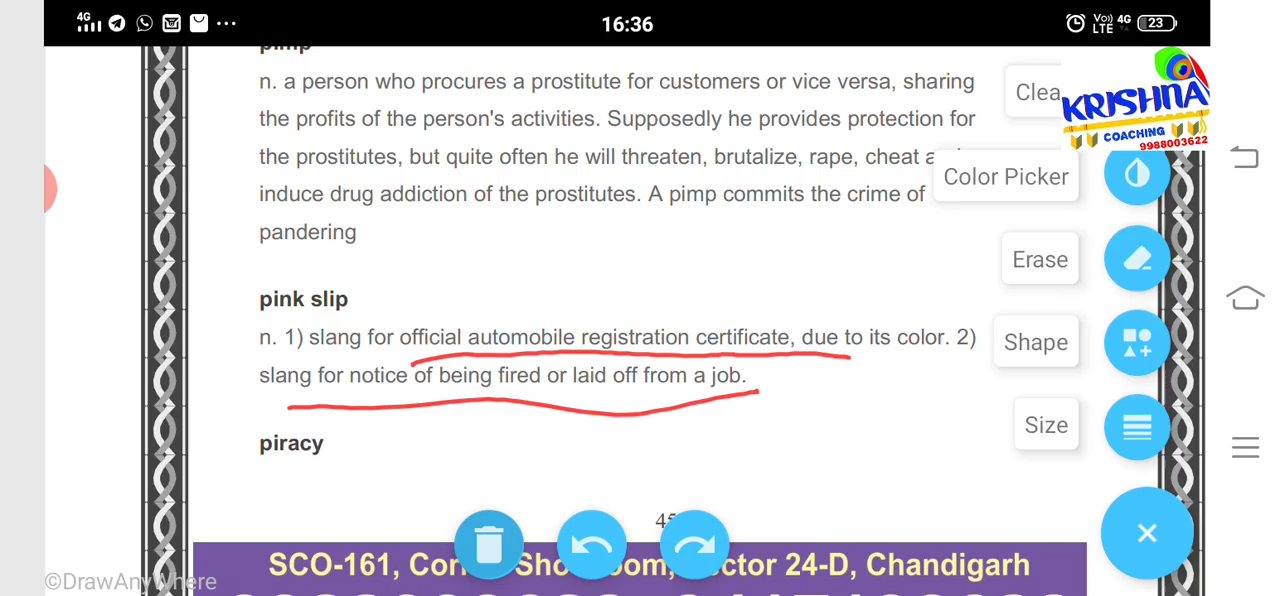 4G
16:36
Vo) 4G
LTE
23
pimp
n. a person who procures a prostitute for customers or vice versa, sharing
the profits of the person's activities. Supposedly he provides protection for
the prostitutes, but quite often he will threaten, brutalize, rape, cheat
induce drug addiction of the prostitutes. A pimp commits the crime of
pandering
pink slip
n. 1) slang for official automobile registration certificate, due to its color. 2)
slang for notice of being fired or laid off from a job.
piracy
SCO-161, Chandigarh
24-D,
KRISHNA
COACHING
9988003622
Clea
Color Picker
Erase
Shape
Size
©DrawAnyWhere